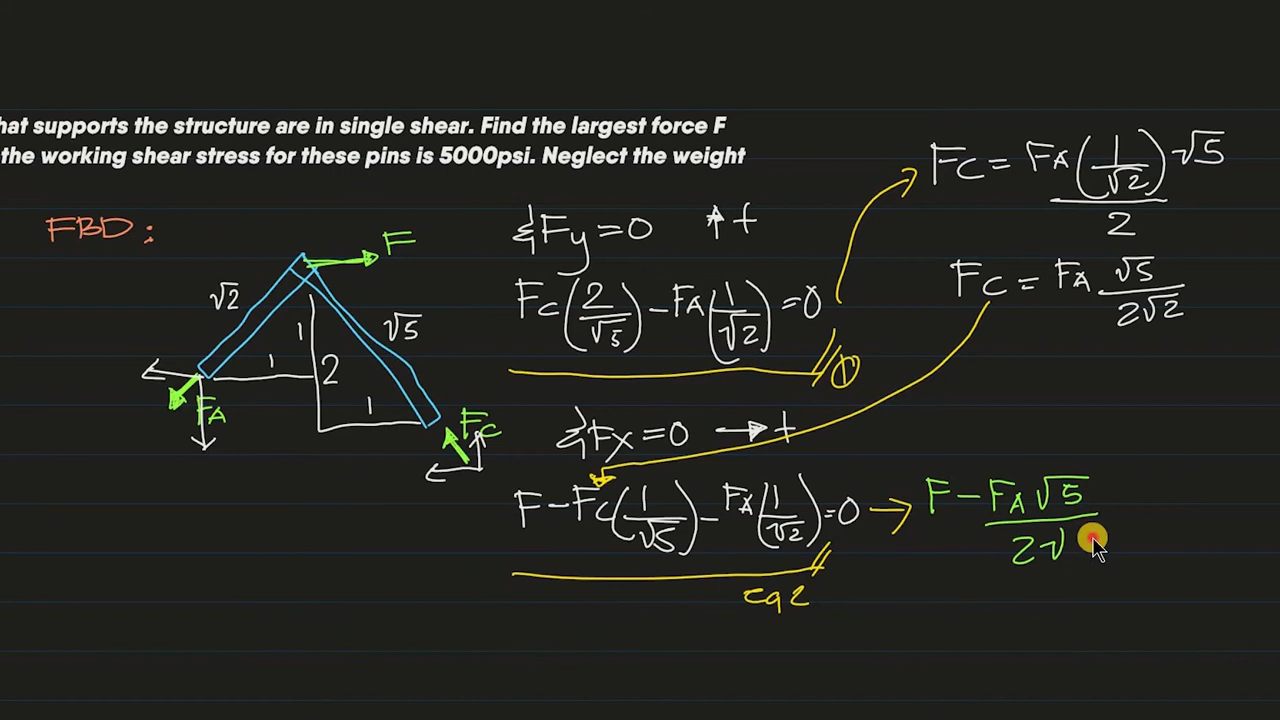 hat supports the structure are in single shear. Find the largest force F
the working shear stress for these pins is 5000psi. Neglect the weight
FBD:
F
√2
1
√5
1
2
1
FA
FC
ΣFy=0 ↑+
FC(2/√5)-FA(1/√2)=0
①
ΣFx=0 →+
F-FC(1/√5)-FA(1/√2)=0 →
eq2
FC=FA(1/√2)√5/2
FC=FA √5/2√2
F-FA√5/2√